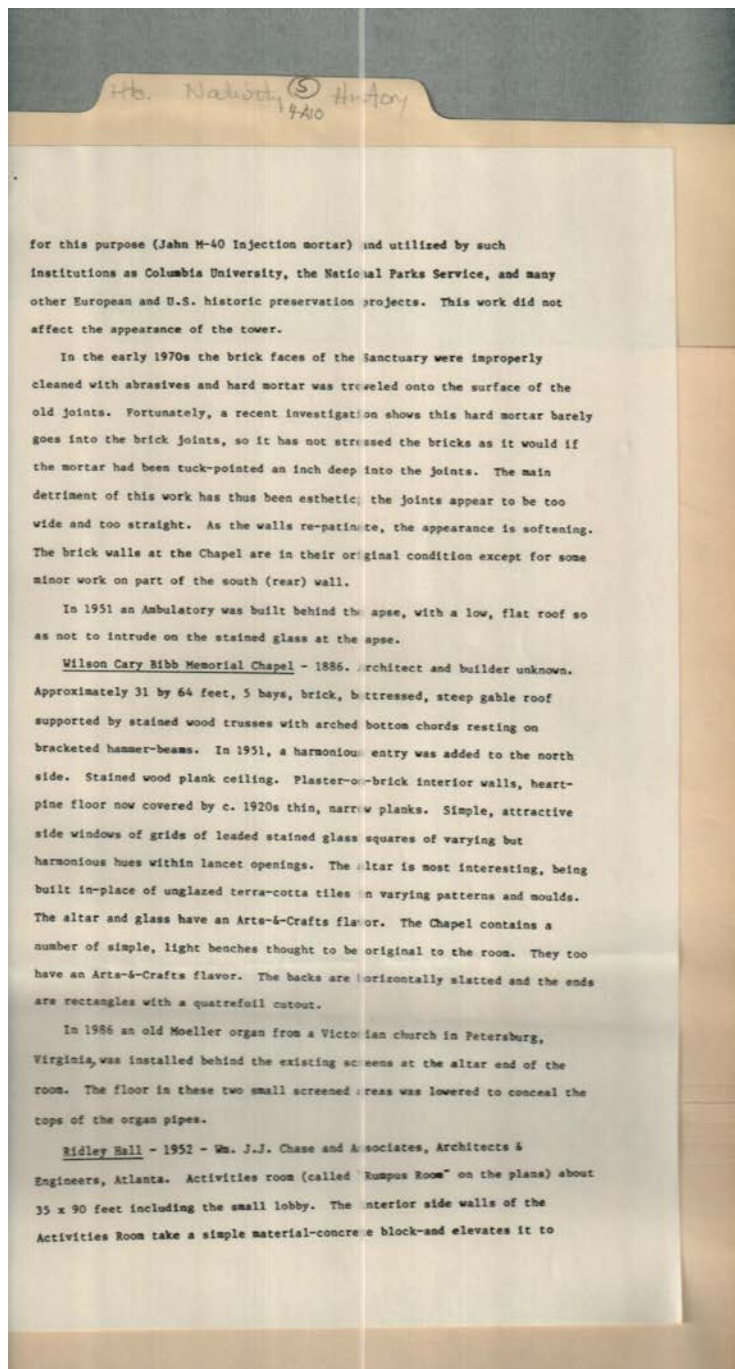 Hb. Nativity History
5
for this purpose (Jahn M-40 Injection mortar) and utilized by such
institutions as Columbia University, the National Parks Service, and many
other European and U.S. historic preservation projects. This work did not
affect the appearance of the tower.
In the early 1970s the brick faces of the Sanctuary were improperly
cleaned with abrasives and hard mortar was troweled onto the surface of the
old joints. Fortunately, a recent investigation shows this hard mortar barely
goes into the brick joints, so it has not stressed the bricks as it would if
the mortar had been tuck-pointed an inch deep into the joints. The main
detriment of this work has thus been esthetic; the joints appear to be too
wide and too straight. As the walls re-patinate, the appearance is softening.
The brick walls at the Chapel are in their original condition except for some
minor work on part of the south (rear) wall.
In 1951 an Ambulatory was built behind the apse, with a low, flat roof so
as not to intrude on the stained glass at the apse.
Wilson Cary Bibb Memorial Chapel - 1886. Architect and builder unknown.
Approximately 31 by 64 feet, 5 bays, brick, buttressed, steep gable roof
supported by stained wood trusses with arched bottom chords resting on
bracketed hammer-beams. In 1951, a harmonious entry was added to the north
side. Stained wood plank ceiling. Plaster-on-brick interior walls, heart-
pine floor now covered by c. 1920s thin, narrow planks. Simple, attractive
side windows of grids of leaded stained glass squares of varying but
harmonious hues within lancet openings. The altar is most interesting, being
built in-place of unglazed terra-cotta tiles in varying patterns and moulds.
The altar and glass have an Arts-&-Crafts flavor. The Chapel contains a
number of simple, light benches thought to be original to the room. They too
have an Arts-&-Crafts flavor. The backs are horizontally slatted and the ends
are rectangles with a quatrefoil cutout.
In 1986 an old Moeller organ from a Victorian church in Petersburg,
Virginia, was installed behind the existing screens at the altar end of the
room. The floor in these two small screened areas was lowered to conceal the
tops of the organ pipes.
Ridley Hall - 1952 - Wm. J.J. Chase and Associates, Architects &
Engineers, Atlanta. Activities room (called "Rumpus Room" on the plans) about
35 x 90 feet including the small lobby. The interior side walls of the
Activities Room take a simple material-concrete block-and elevates it to